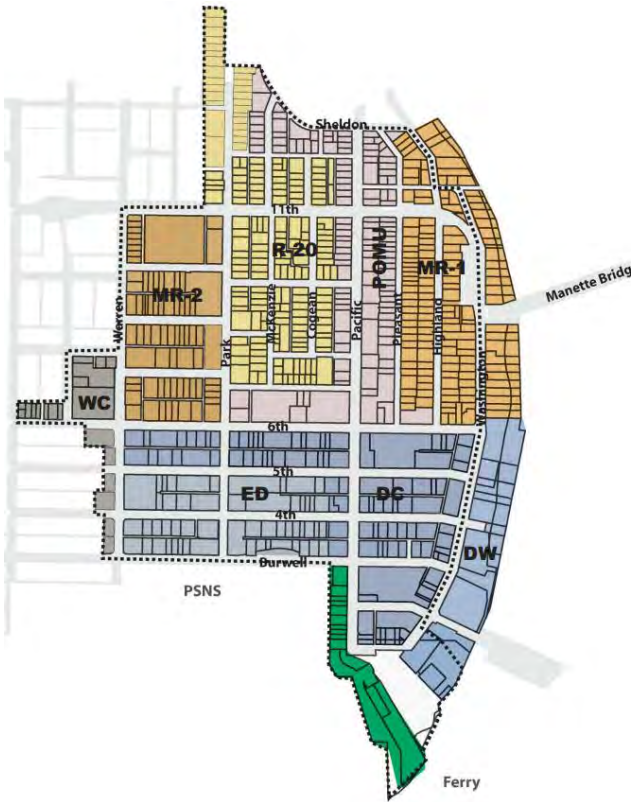 Sheldon
11th
R-20
POMU
MR-1
Manette Bridg
MR-2
Warren
McKenzie
Cogean
Pacific
Pleasant
Highland
Park
Washington
WC
6th
5th
ED
DC
4th
DW
Burwell
PSNS
Ferry